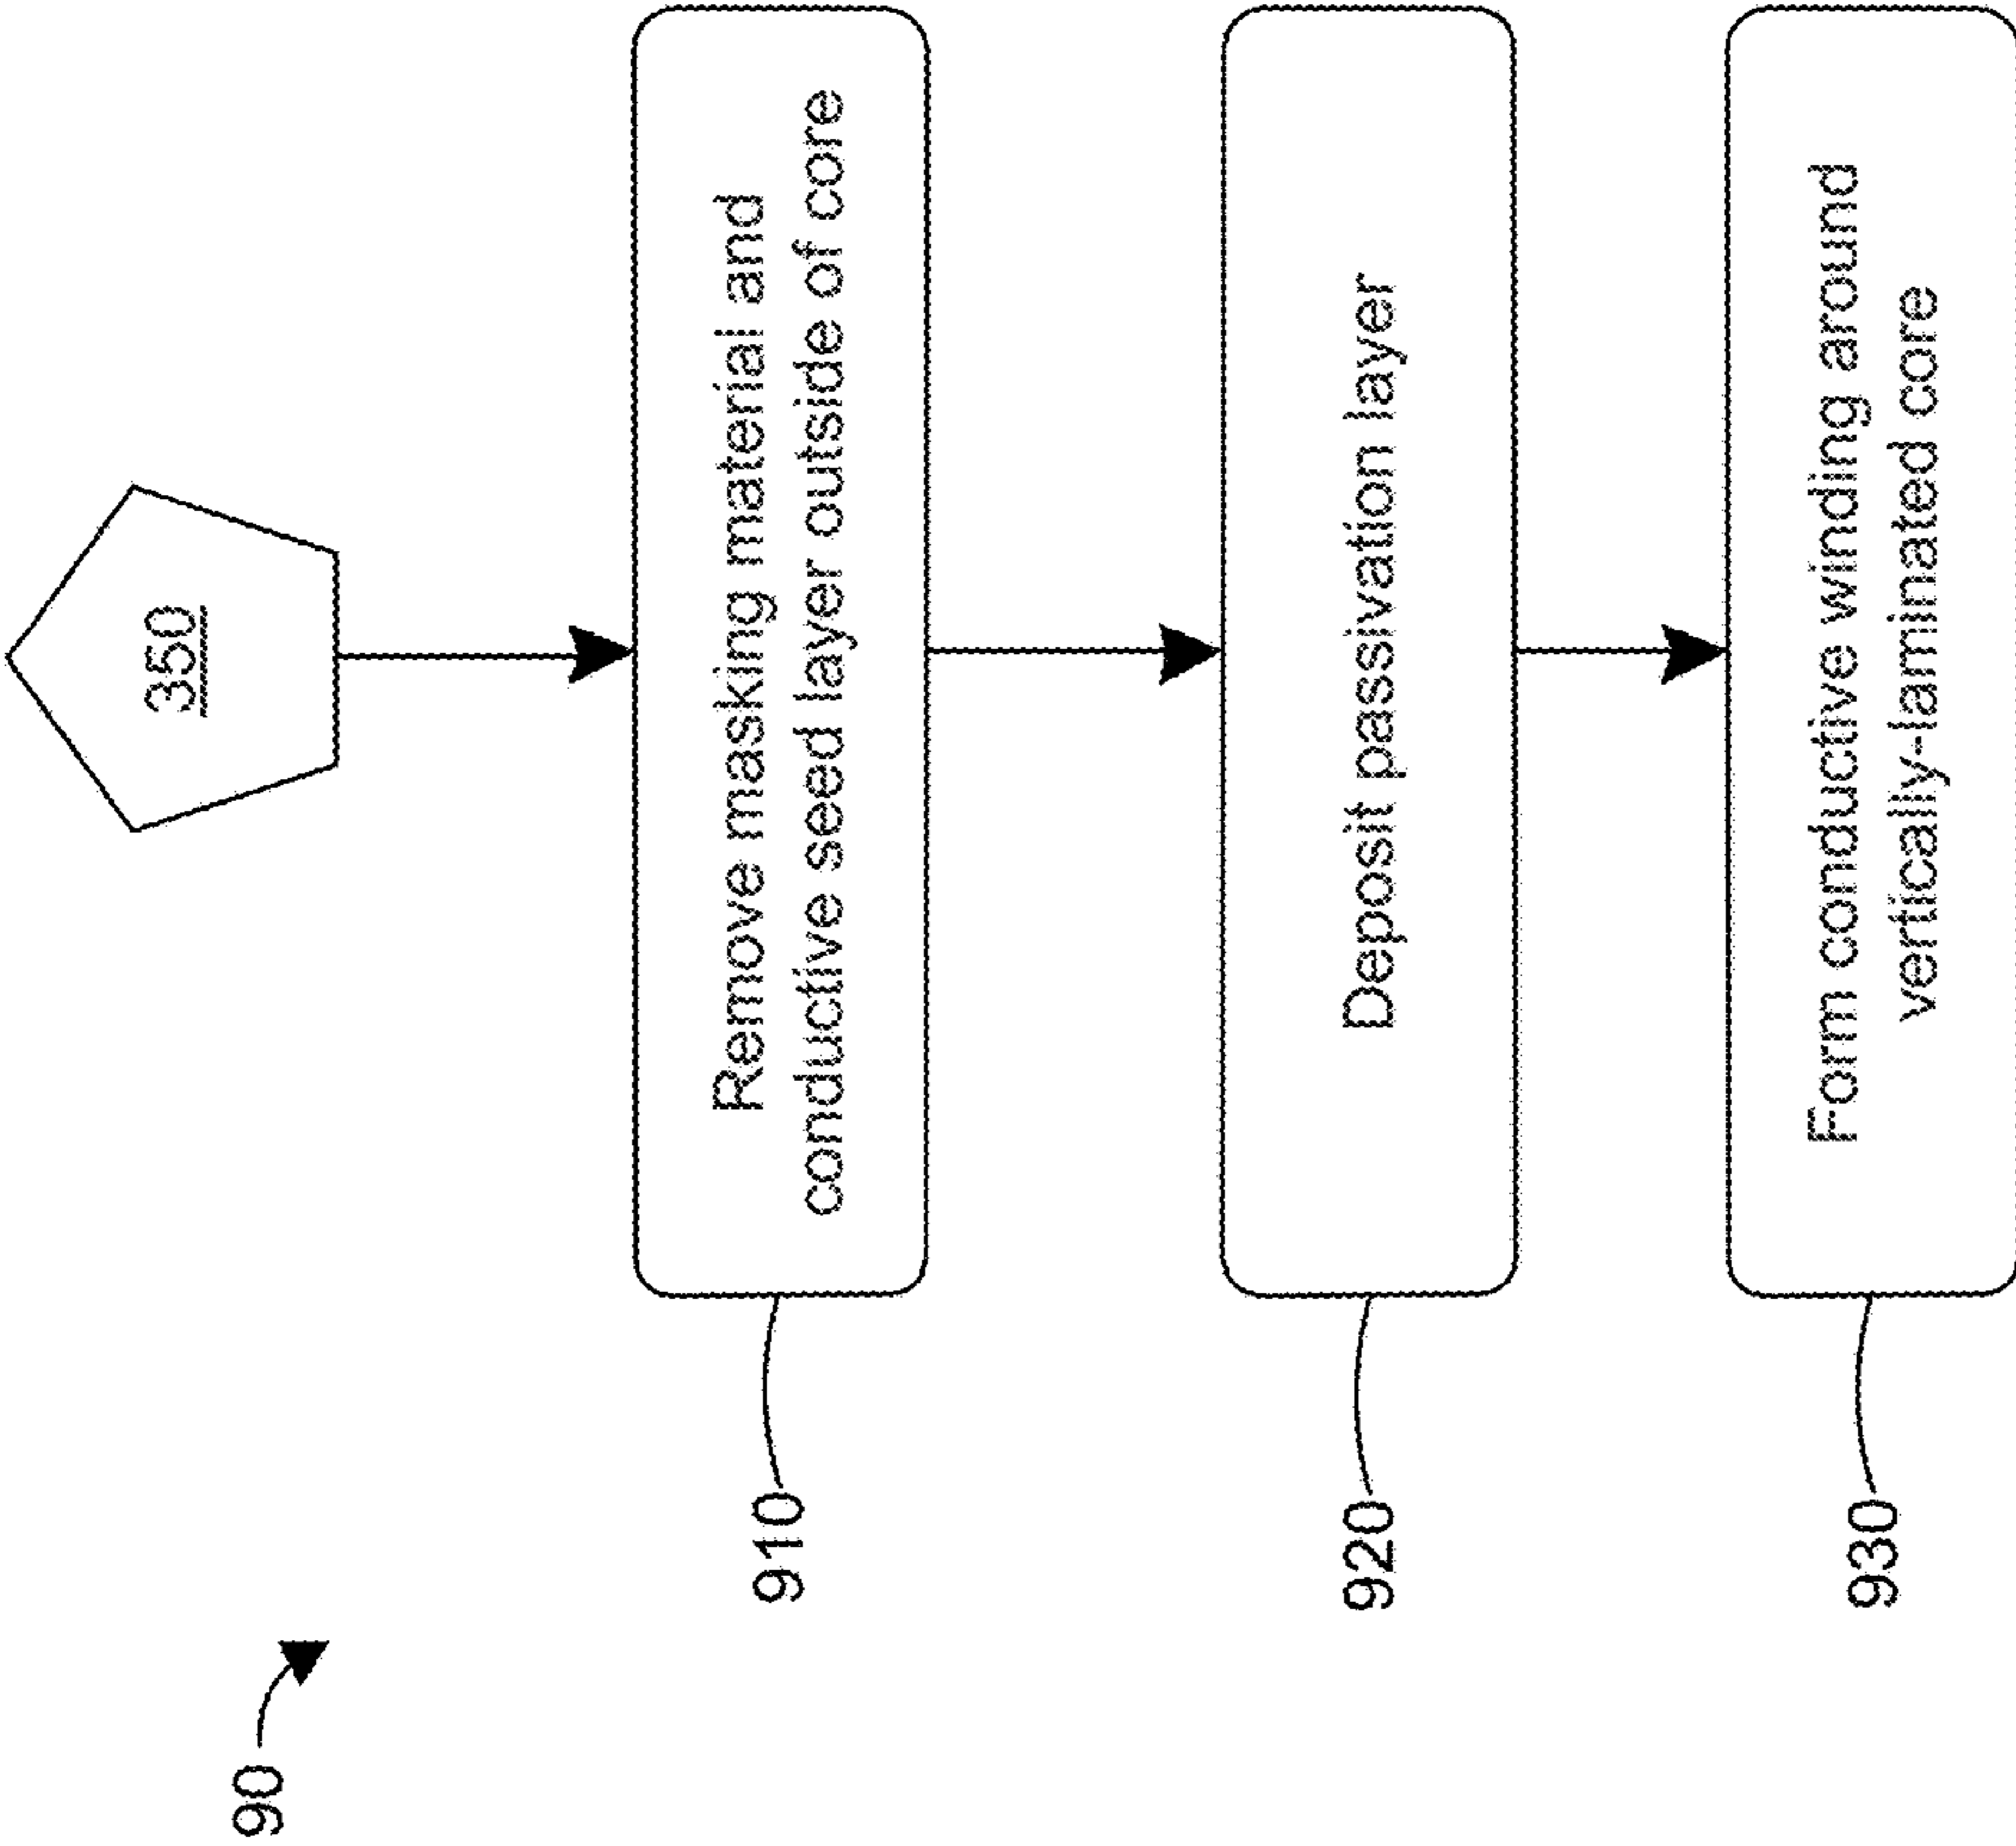 90
350
910
Remove masking material and
conductive seed layer outside of core
920
Deposit passivation layer
930
Form conductive winding around
vertically-laminated core